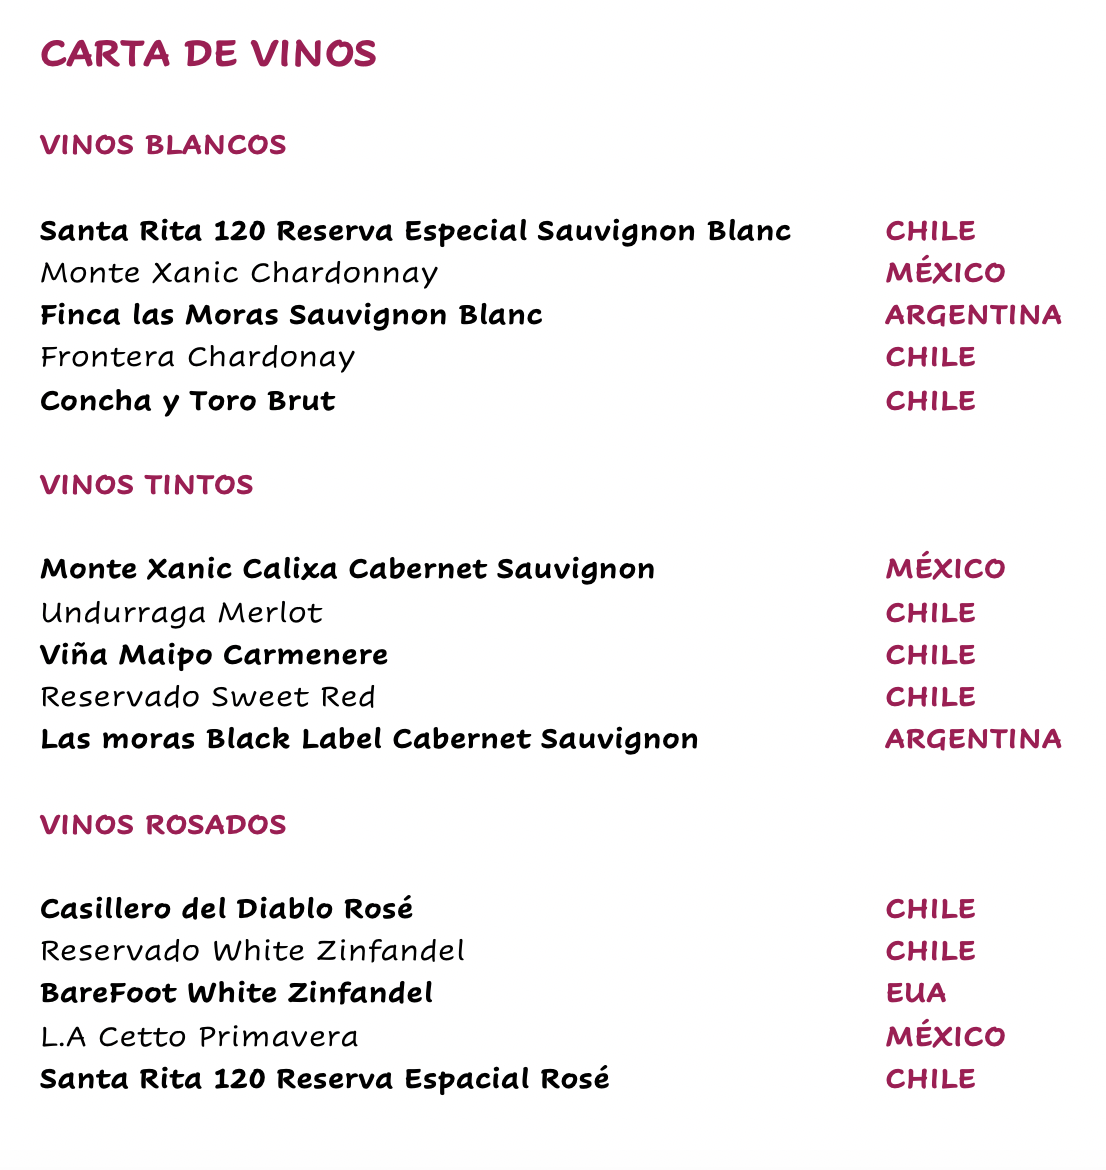 CARTA DE VINOS
VINOS BLANCOS
Santa Rita 120 Reserva Especial Sauvignon Blanc CHILE
Monte Xanic Chardonnay MÉXICO
Finca las Moras Sauvignon Blanc ARGENTINA
Frontera Chardonay CHILE
Concha y Toro Brut CHILE
VINOS TINTOS
Monte Xanic Calixa Cabernet Sauvignon MÉXICO
Undurraga Merlot CHILE
Viña Maipo Carmenere CHILE
Reservado Sweet Red CHILE
Las moras Black Label Cabernet Sauvignon ARGENTINA
VINOS ROSADOS
Casillero del Diablo Rosé CHILE
Reservado White Zinfandel CHILE
BareFoot White Zinfandel EUA
L.A Cetto Primavera MÉXICO
Santa Rita 120 Reserva Espacial Rosé CHILE